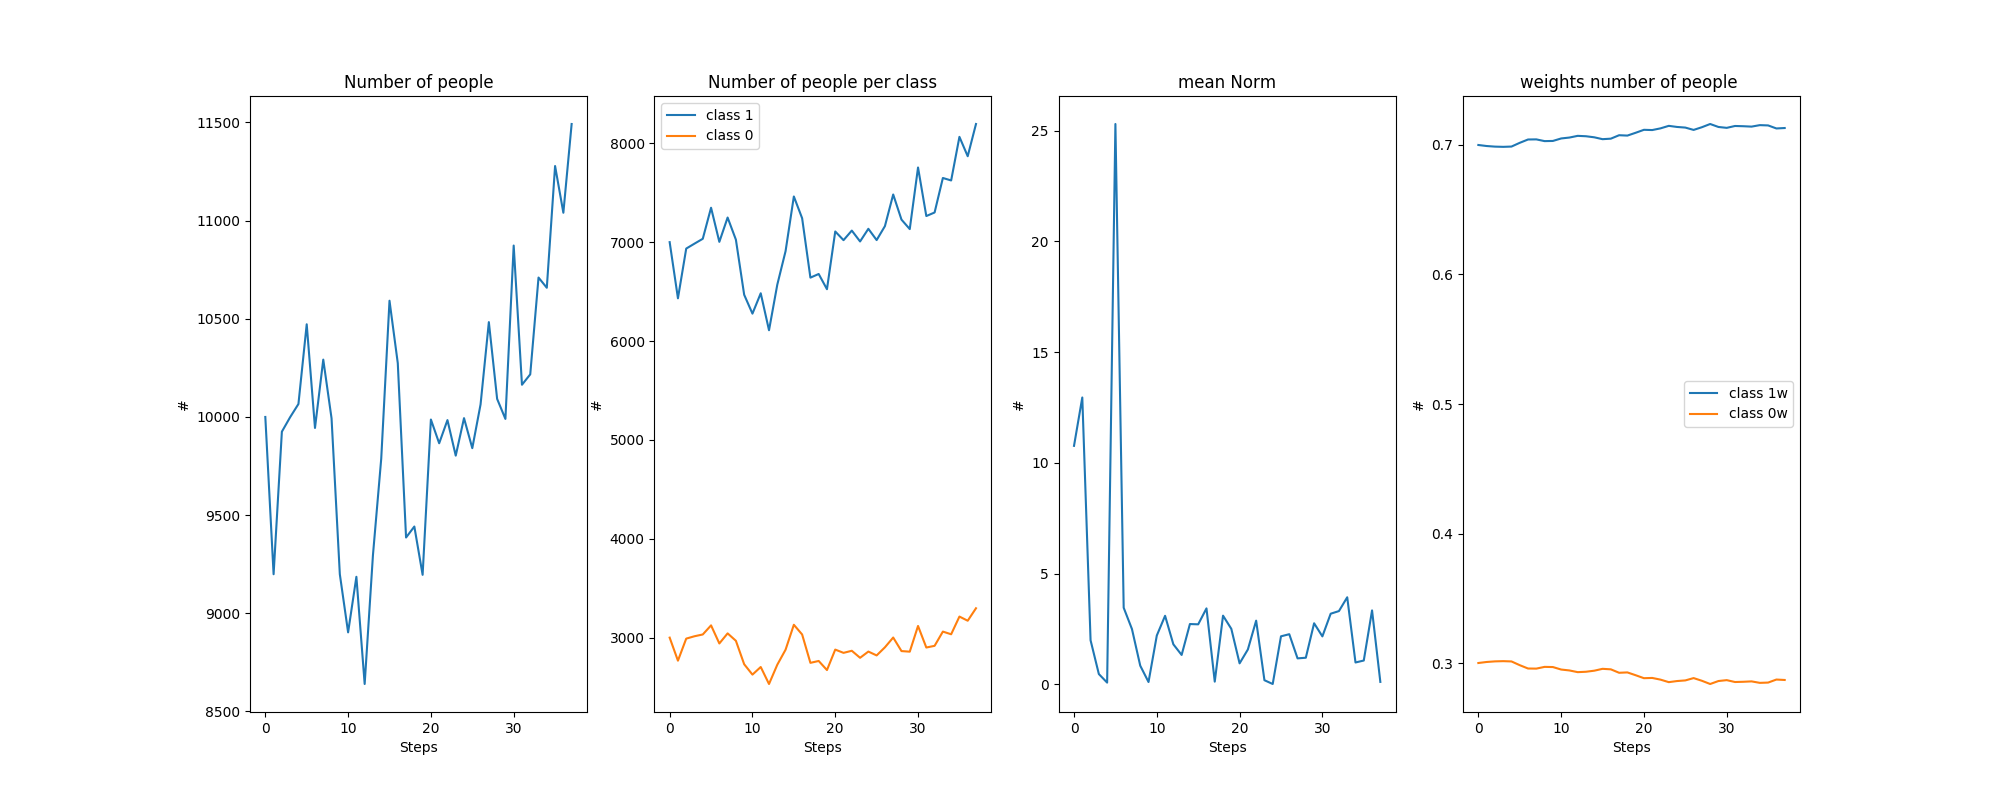 Number of people
11500
11000
10500
10000
9500
9000
8500
#
0 10 20 30
Steps
Number of people per class
class 1
class 0
8000
7000
6000
5000
4000
3000
#
0 10 20 30
Steps
mean Norm
25
20
15
10
5
0
#
0 10 20 30
Steps
weights number of people
0.7
0.6
0.5
0.4
0.3
#
class 1w
class 0w
0 10 20 30
Steps